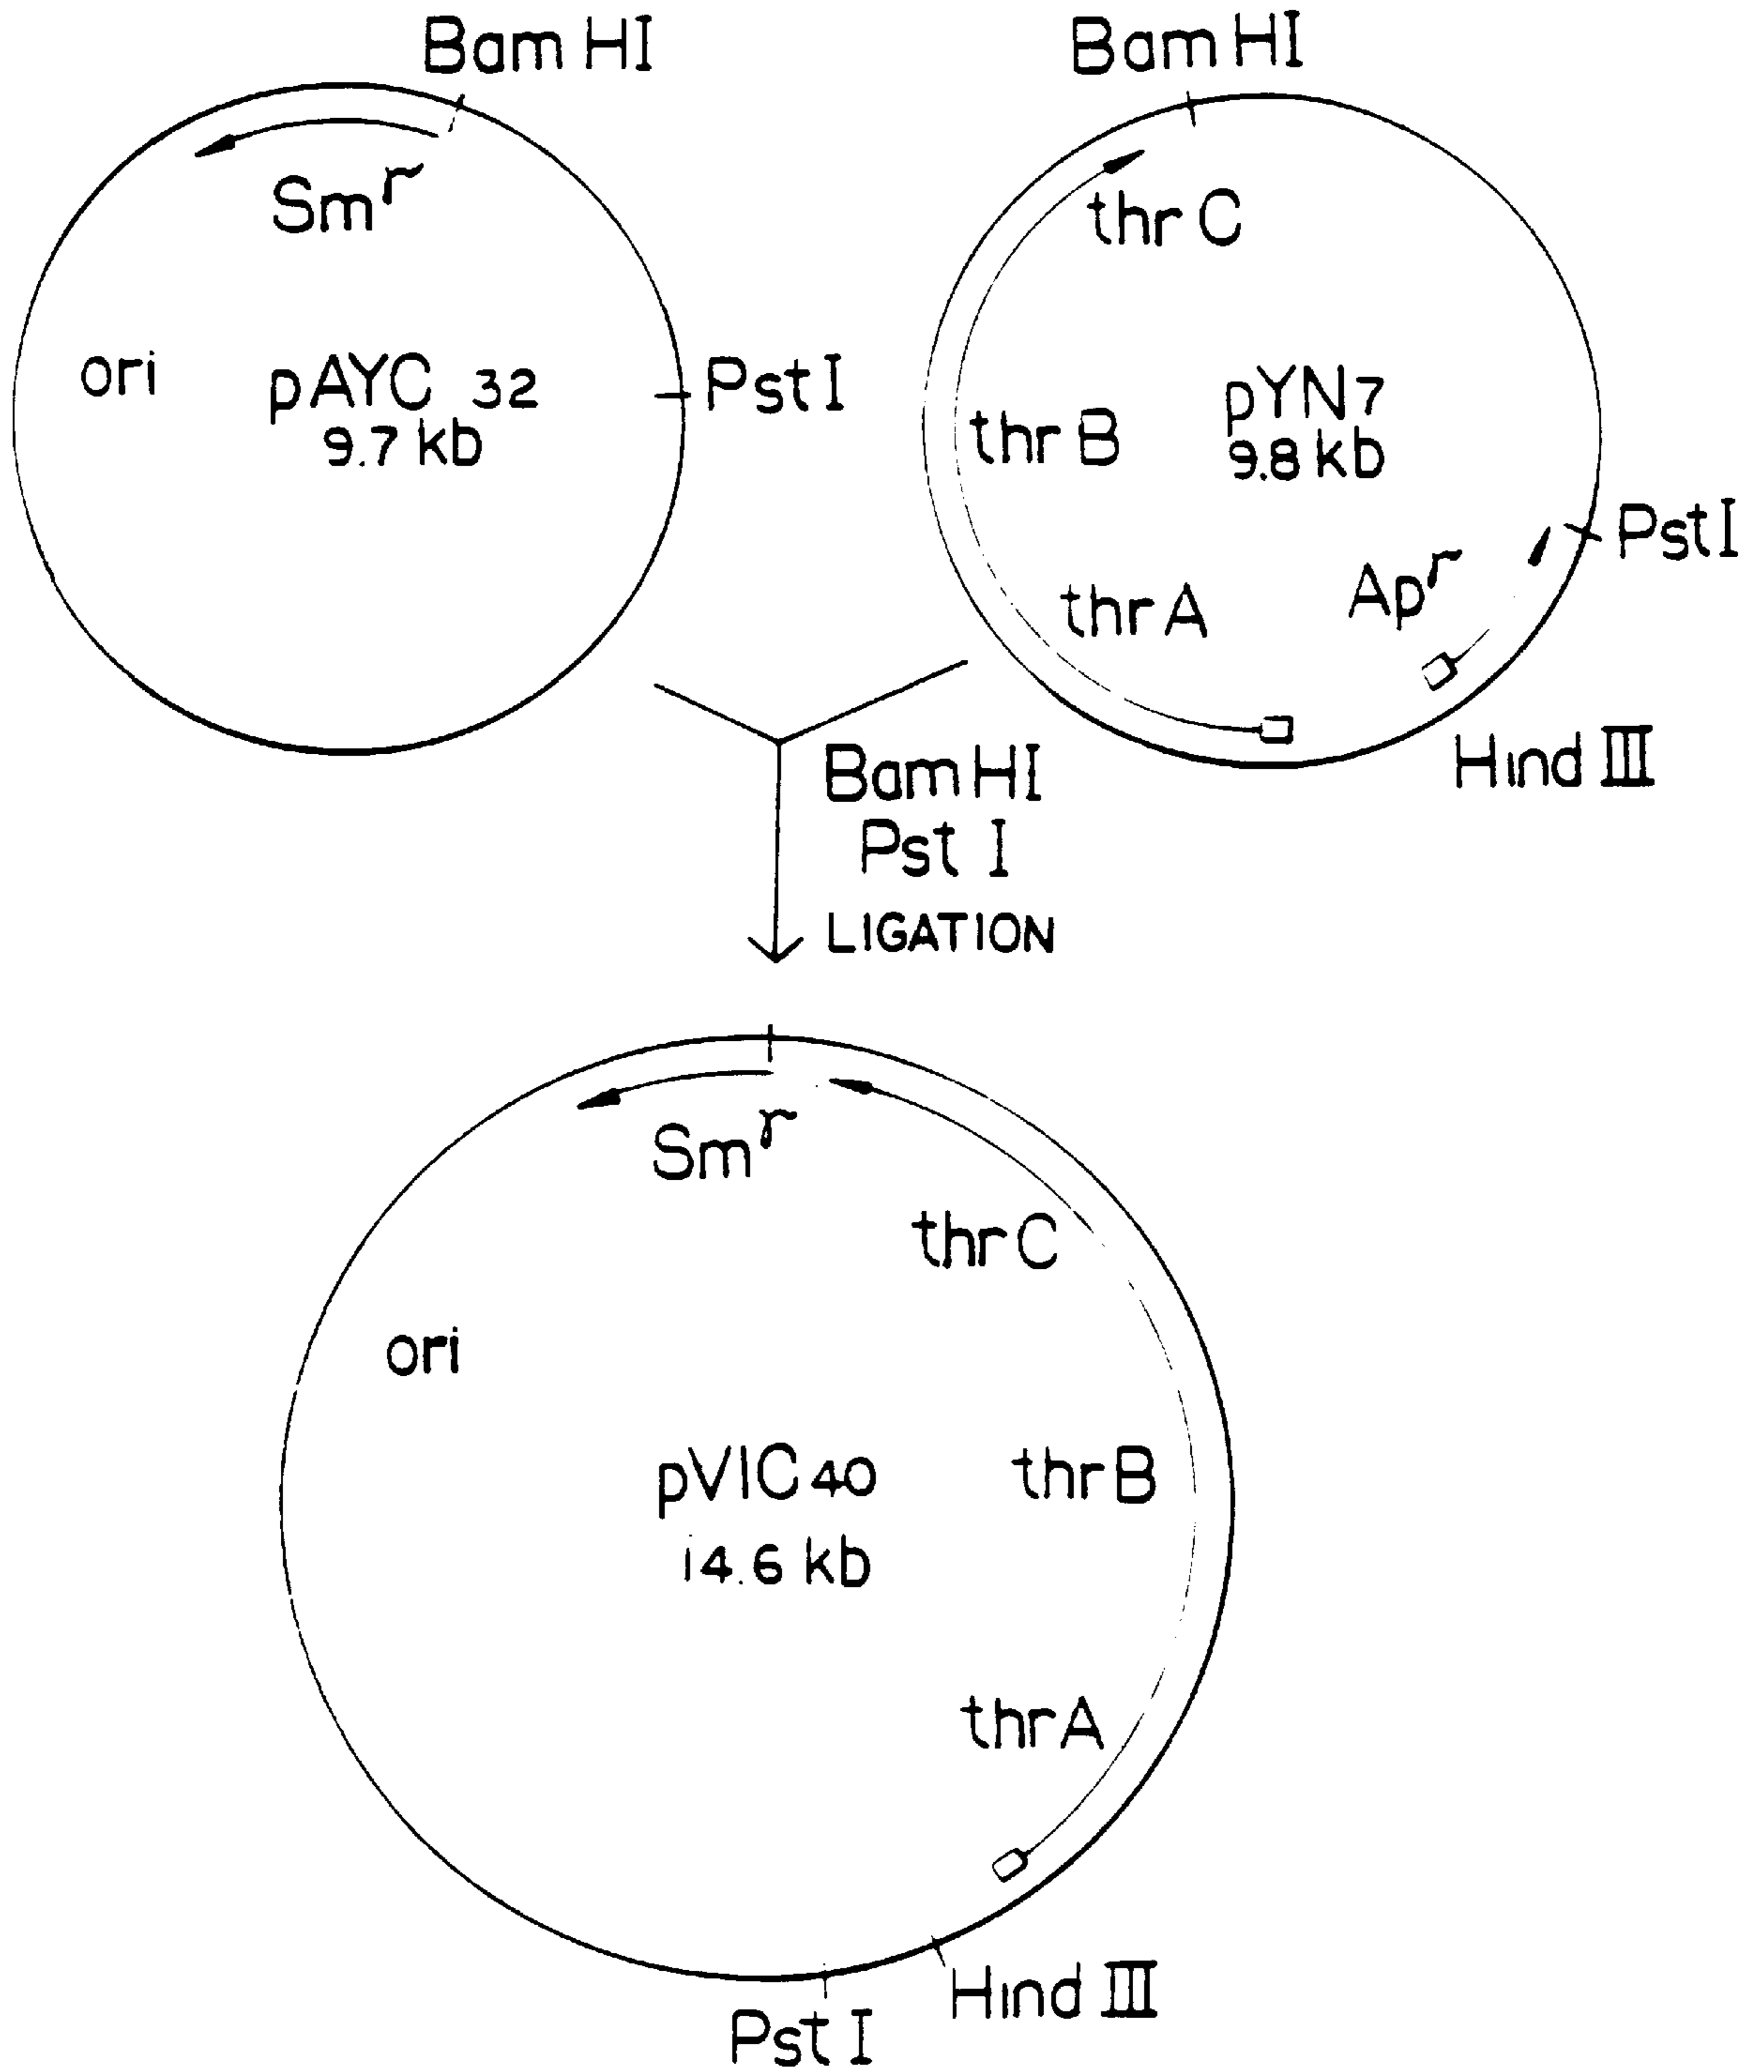 Bam HI
Smʳ
ori
pAYC 32
9.7 kb
Pst I
Bam HI
thr C
thr B
pYN7
9.8 kb
Pst I
Apʳ
thr A
Hind III
Bam HI
Pst I
LIGATION
Smʳ
thr C
ori
pVIC40
14.6 kb
thr B
thr A
Hind III
Pst I